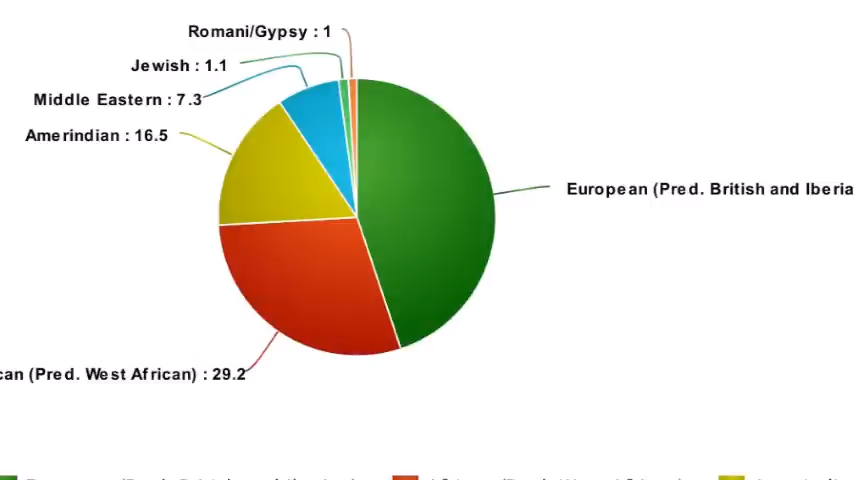 Romani/Gypsy : 1
Jewish : 1.1
Middle Eastern : 7.3
Amerindian : 16.5
European (Pred. British and Iberia
can (Pred. West African) : 29.2